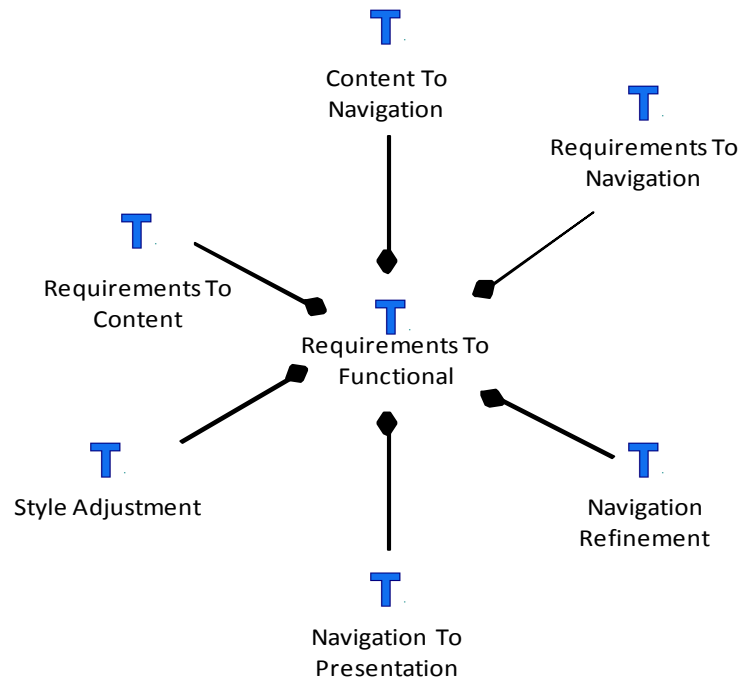 T
Content To
Navigation
T
Requirements To
Navigation
T
Requirements To
Content
T
Requirements To
Functional
T
Style Adjustment
T
Navigation
Refinement
T
Navigation To
Presentation